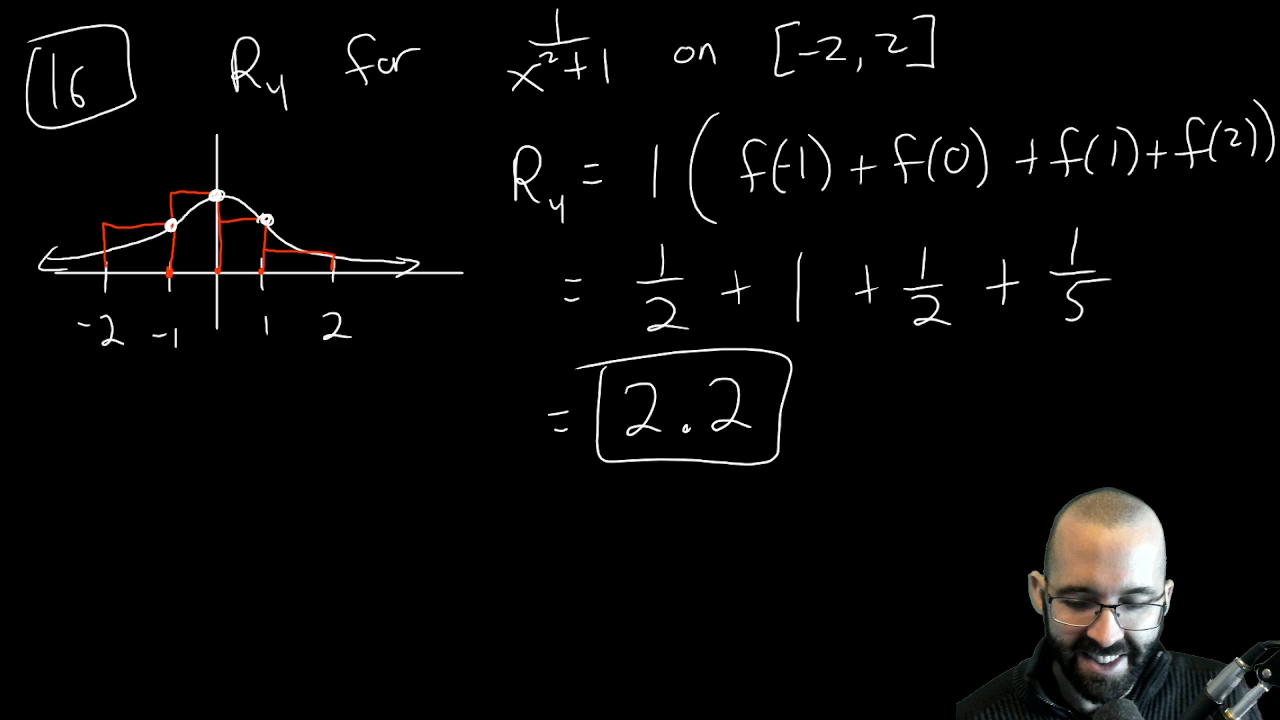 16 R₄ for 1/(x²+1) on [-2, 2]
R₄ = 1 ( f(-1) + f(0) + f(1) + f(2))
= 1/2 + 1 + 1/2 + 1/5
= 2.2
-2 -1 1 2